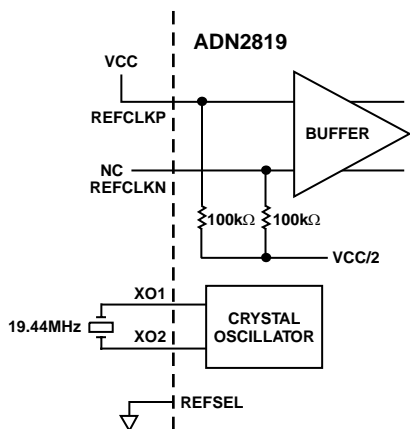 ADN2819
VCC
REFCLKP
BUFFER
NC
REFCLKN
100kΩ
100kΩ
VCC/2
XO1
19.44MHz
XO2
CRYSTAL
OSCILLATOR
REFSEL